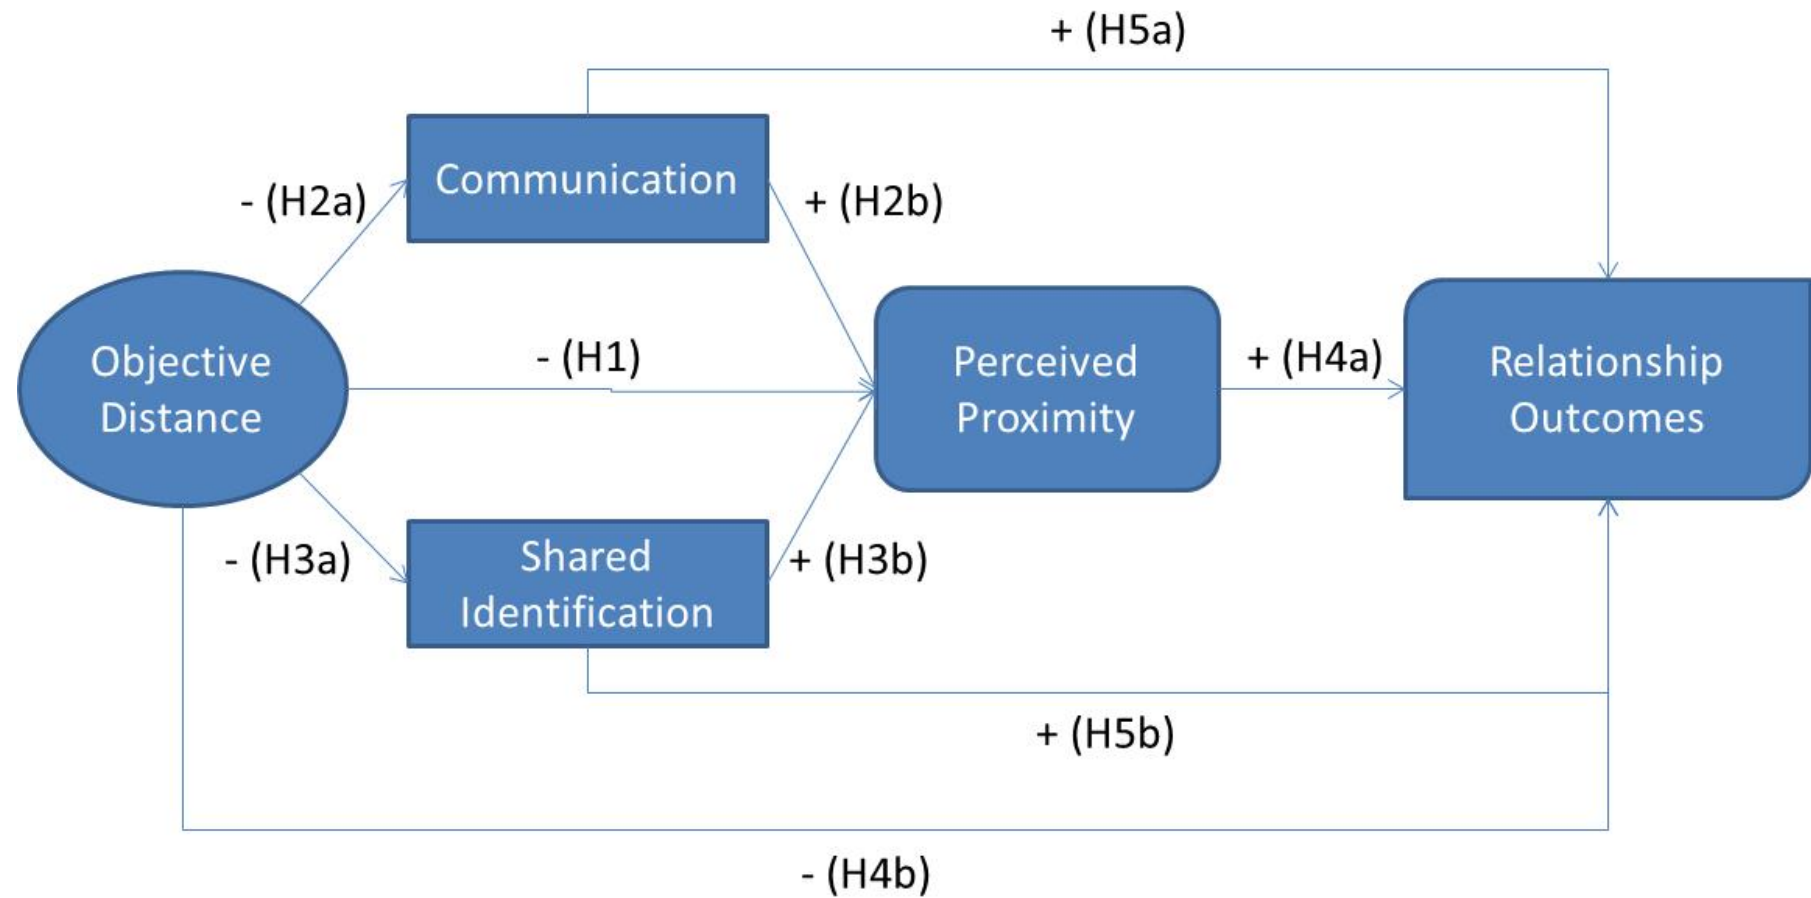 + (H5a)
Communication
- (H2a)
+ (H2b)
Objective
Distance
- (H1)
Perceived
Proximity
+ (H4a)
Relationship
Outcomes
- (H3a)
Shared
Identification
+ (H3b)
+ (H5b)
- (H4b)